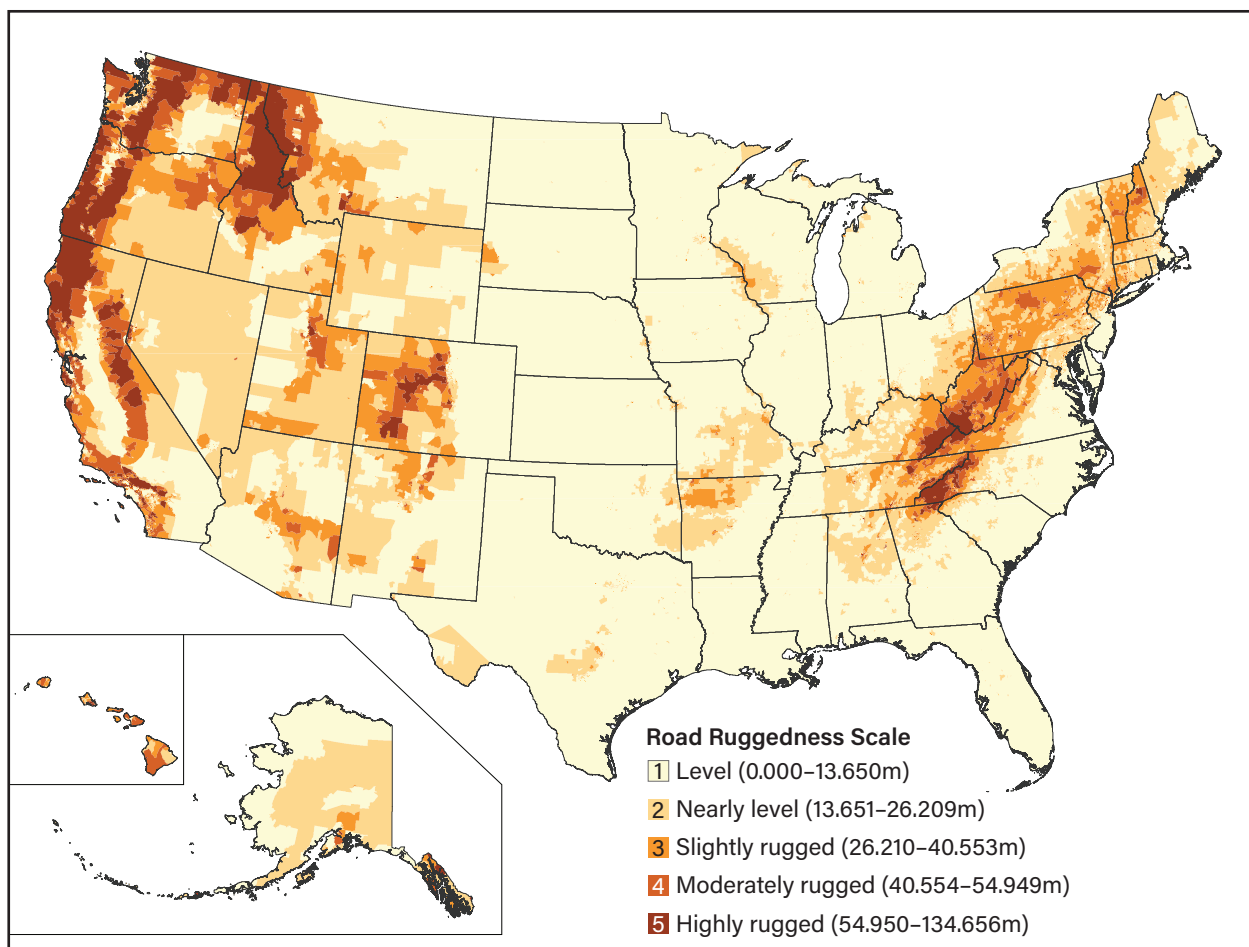 Road Ruggedness Scale
1 Level (0.000–13.650m)
2 Nearly level (13.651–26.209m)
3 Slightly rugged (26.210–40.553m)
4 Moderately rugged (40.554–54.949m)
5 Highly rugged (54.950–134.656m)